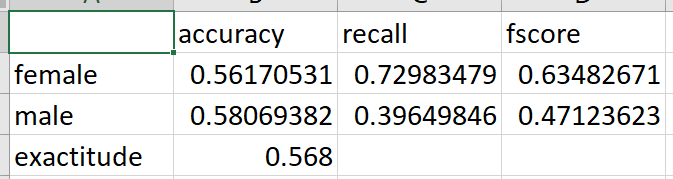 accuracy recall fscore
female 0.56170531 0.72983479 0.63482671
male 0.58069382 0.39649846 0.47123623
exactitude 0.568